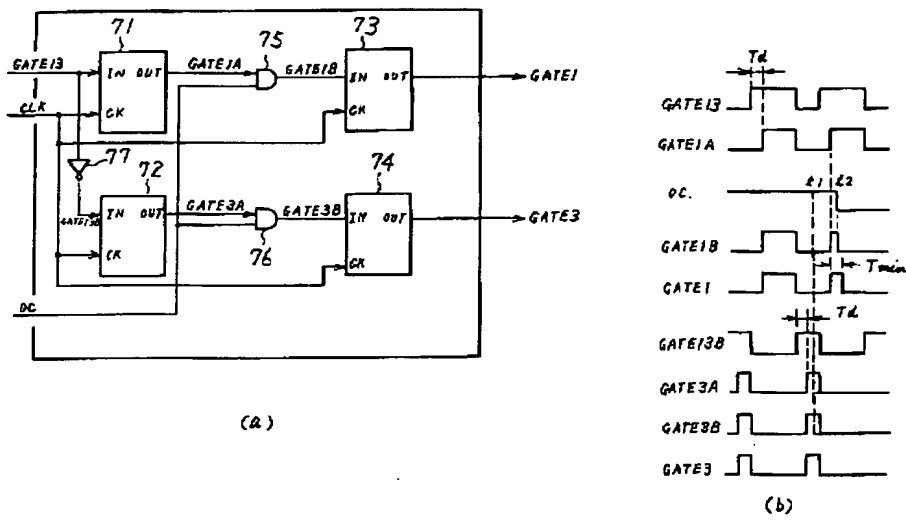 71
75
73
GATE13
IN OUT
GATE1A
GATE1B
IN OUT
GATE1
CLK
CK
CK
77
72
74
GATE13B
IN OUT
GATE3A
GATE3B
IN OUT
GATE3
CK
76
CK
OC
(a)
Td
GATE13
GATE1A
OC.
t1 t2
GATE1B
Tmin
GATE1
Td
GATE13B
GATE3A
GATE3B
GATE3
(b)